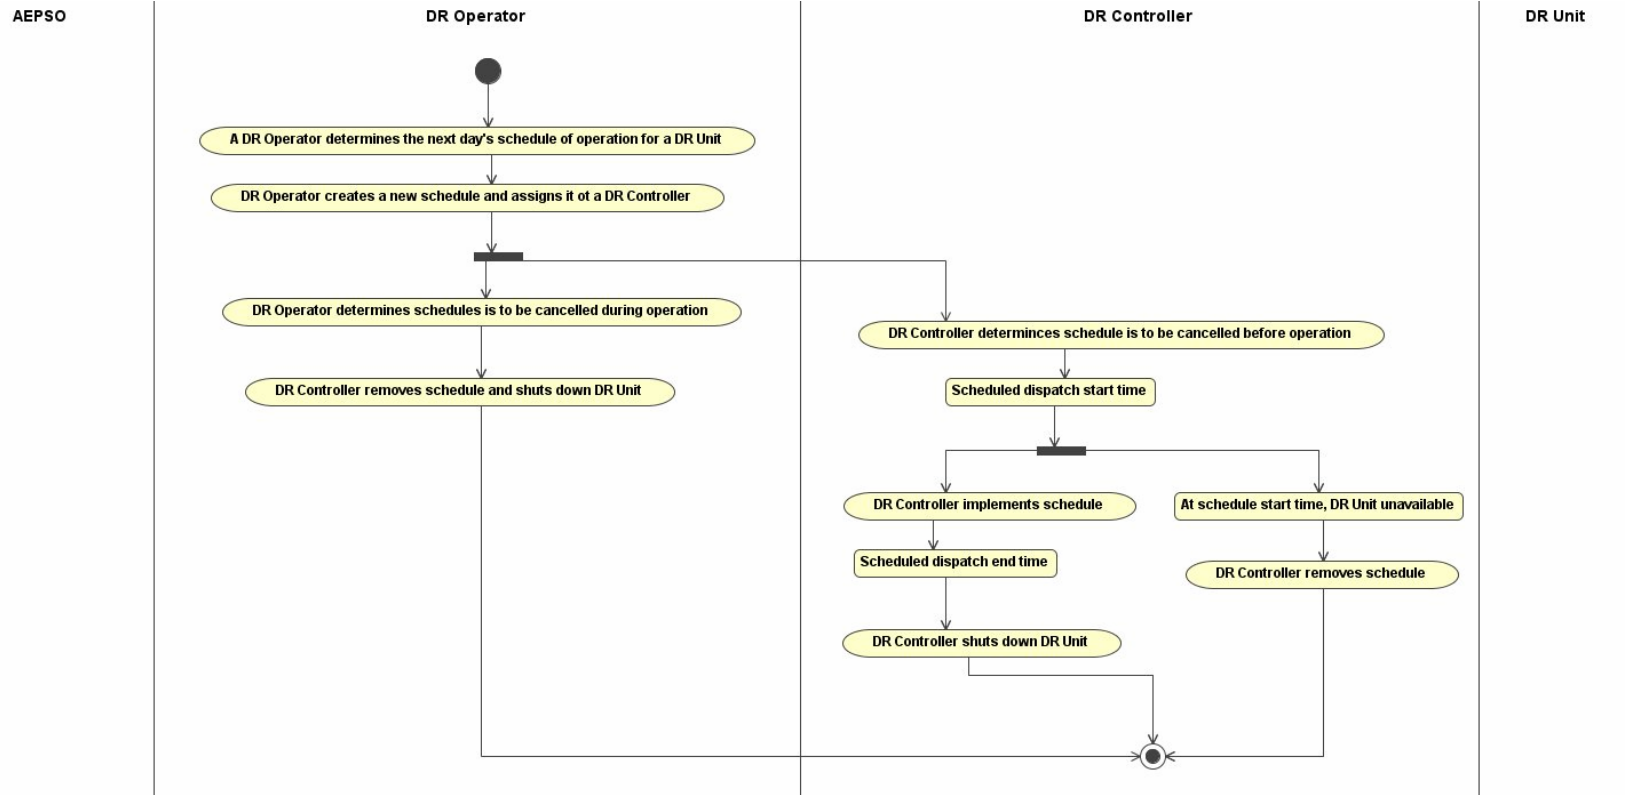 AEPSO
DR Operator
DR Controller
DR Unit
A DR Operator determines the next day's schedule of operation for a DR Unit
DR Operator creates a new schedule and assigns it ot a DR Controller
DR Operator determines schedules is to be cancelled during operation
DR Controller determinces schedule is to be cancelled before operation
DR Controller removes schedule and shuts down DR Unit
Scheduled dispatch start time
DR Controller implements schedule
At schedule start time, DR Unit unavailable
Scheduled dispatch end time
DR Controller removes schedule
DR Controller shuts down DR Unit